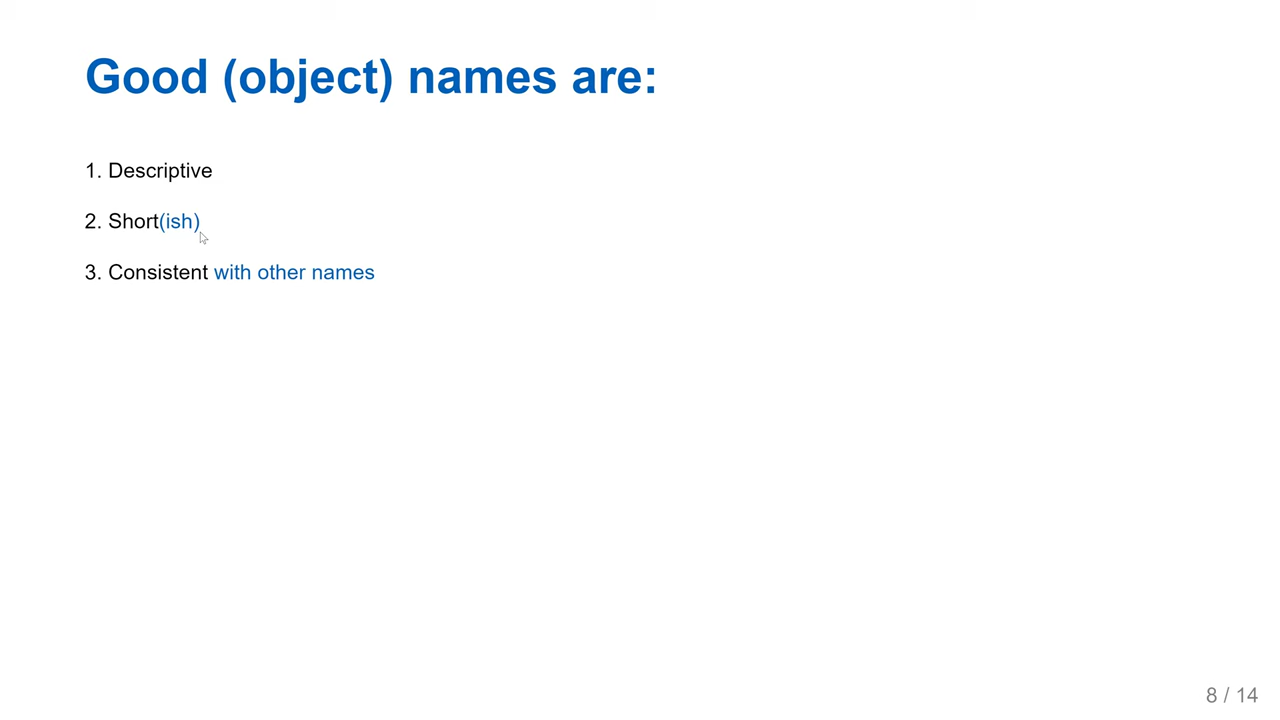 Good (object) names are:
1. Descriptive
2. Short(ish)
3. Consistent with other names
8 / 14